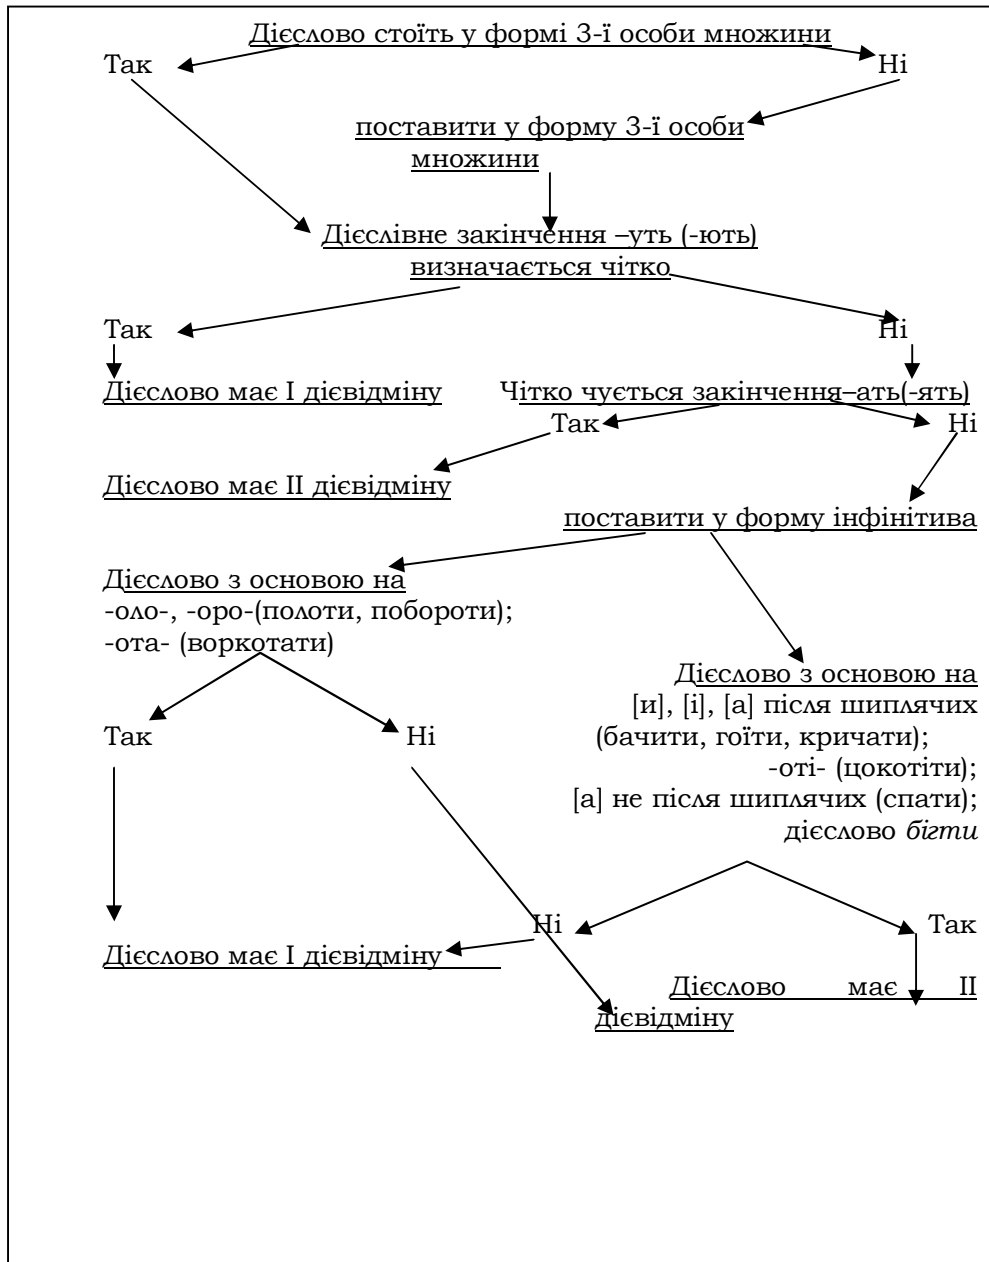 Дієслово стоїть у формі 3-ї особи множини
Так Ні
поставити у форму 3-ї особи
множини
Дієслівне закінчення –уть (-ють)
визначається чітко
Так Ні
Дієслово має І дієвідміну Чітко чується закінчення–ать(-ять)
Так Ні
Дієслово має ІІ дієвідміну
поставити у форму інфінітива
Дієслово з основою на
-оло-, -оро-(полоти, побороти);
-ота- (воркотати)
Дієслово з основою на
[и], [і], [а] після шиплячих
Так Ні
(бачити, гоїти, кричати);
-оті- (цокотіти);
[а] не після шиплячих (спати);
дієслово бігти
Ні Так
Дієслово має І дієвідміну
Дієслово має ІІ
дієвідміну